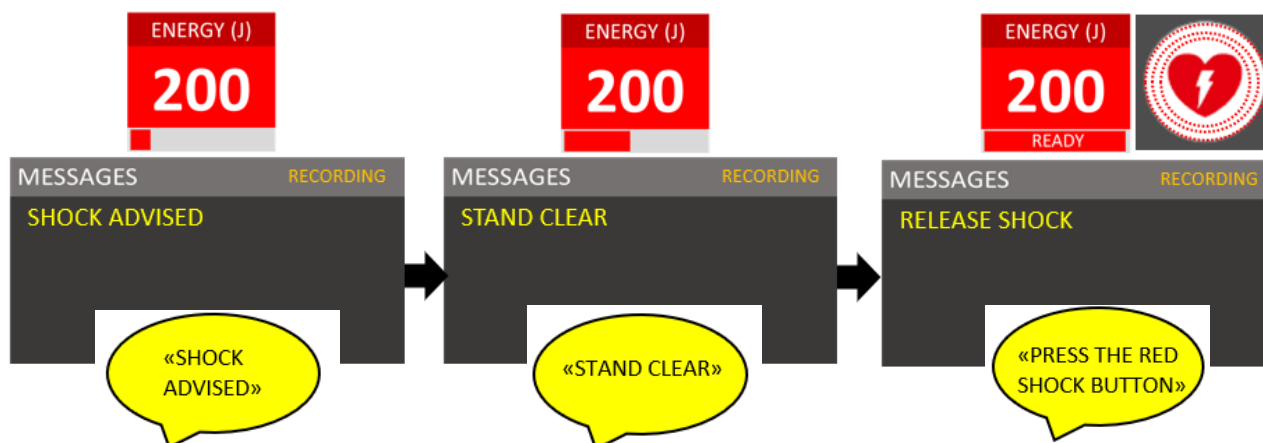 ENERGY (J)
200
MESSAGES RECORDING
SHOCK ADVISED
«SHOCK
ADVISED»
ENERGY (J)
200
MESSAGES RECORDING
STAND CLEAR
«STAND CLEAR»
ENERGY (J)
200
READY
MESSAGES RECORDING
RELEASE SHOCK
«PRESS THE RED
SHOCK BUTTON»